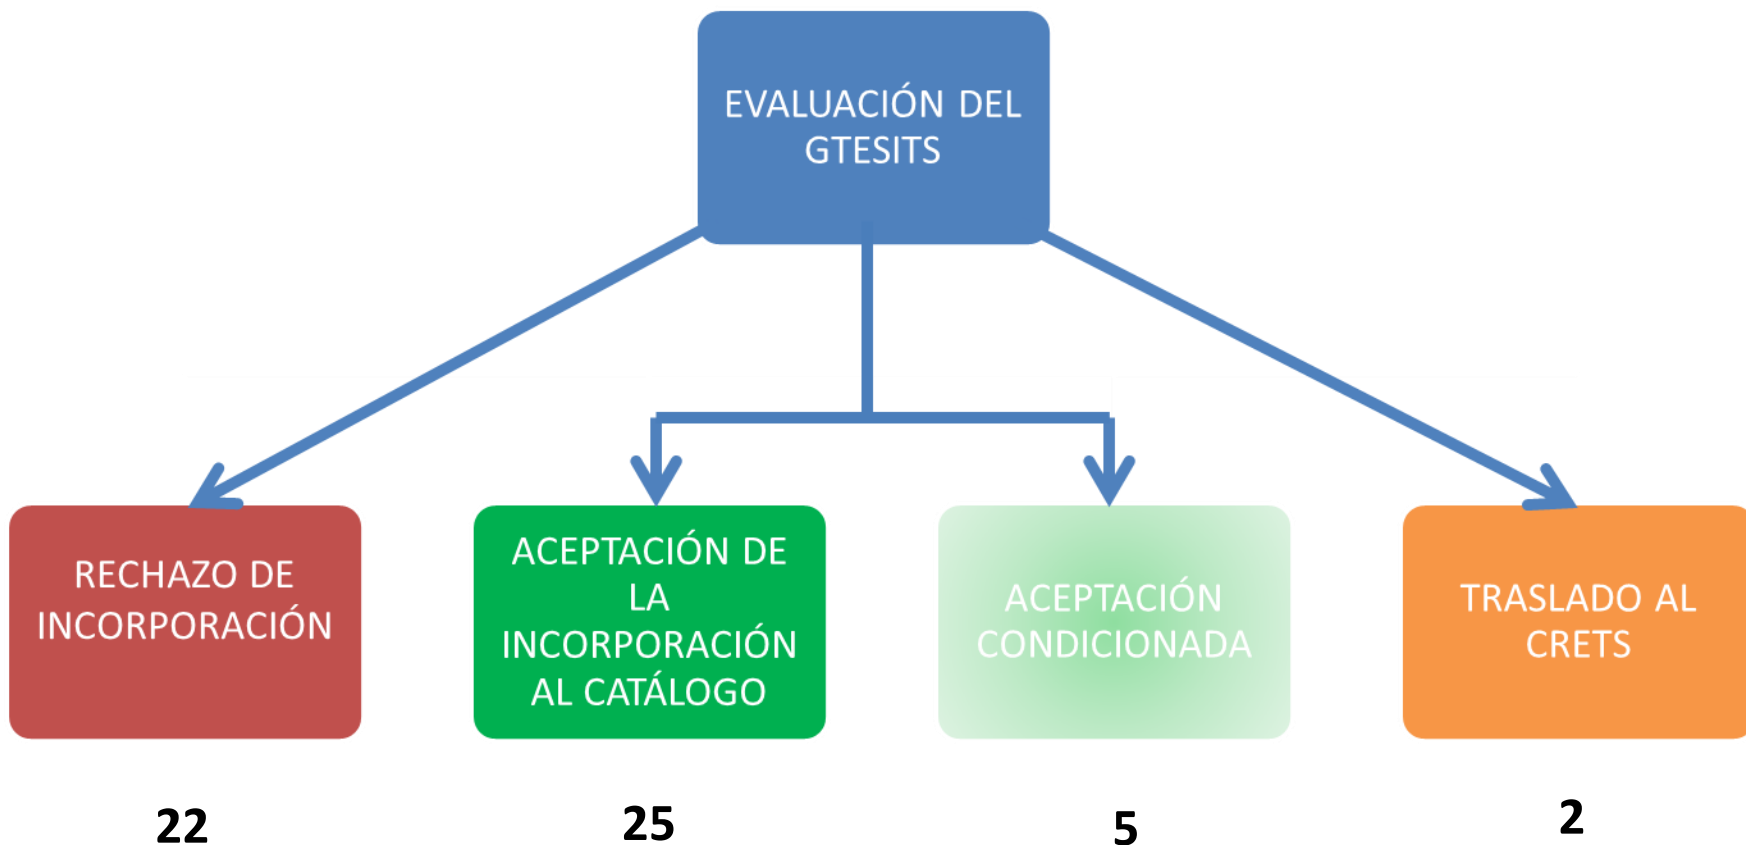 EVALUACIÓN DEL
GTESITS
RECHAZO DE
INCORPORACIÓN
ACEPTACIÓN DE
LA
INCORPORACIÓN
AL CATÁLOGO
ACEPTACIÓN
CONDICIONADA
TRASLADO AL
CRETS
22
25
5
2